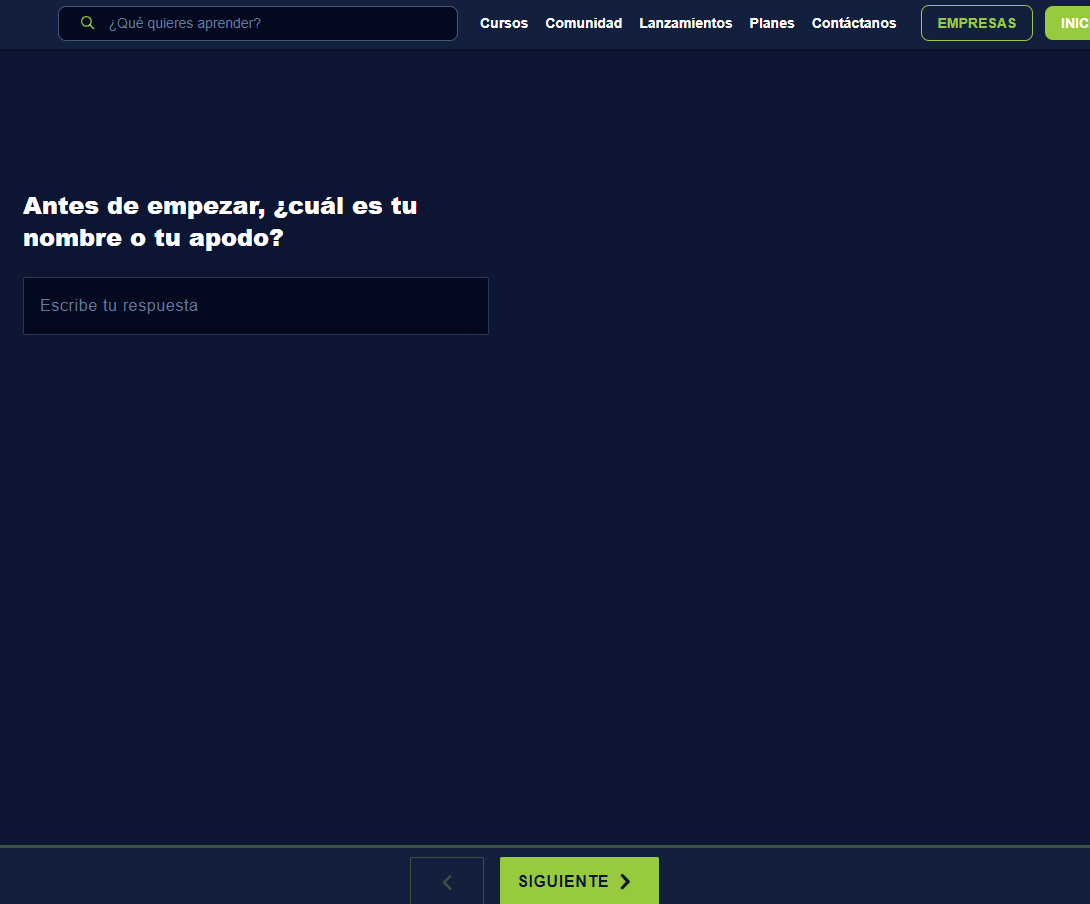 ¿Qué quieres aprender?
Cursos Comunidad Lanzamientos Planes Contáctanos EMPRESAS INIC
Antes de empezar, ¿cuál es tu
nombre o tu apodo?
Escribe tu respuesta
SIGUIENTE